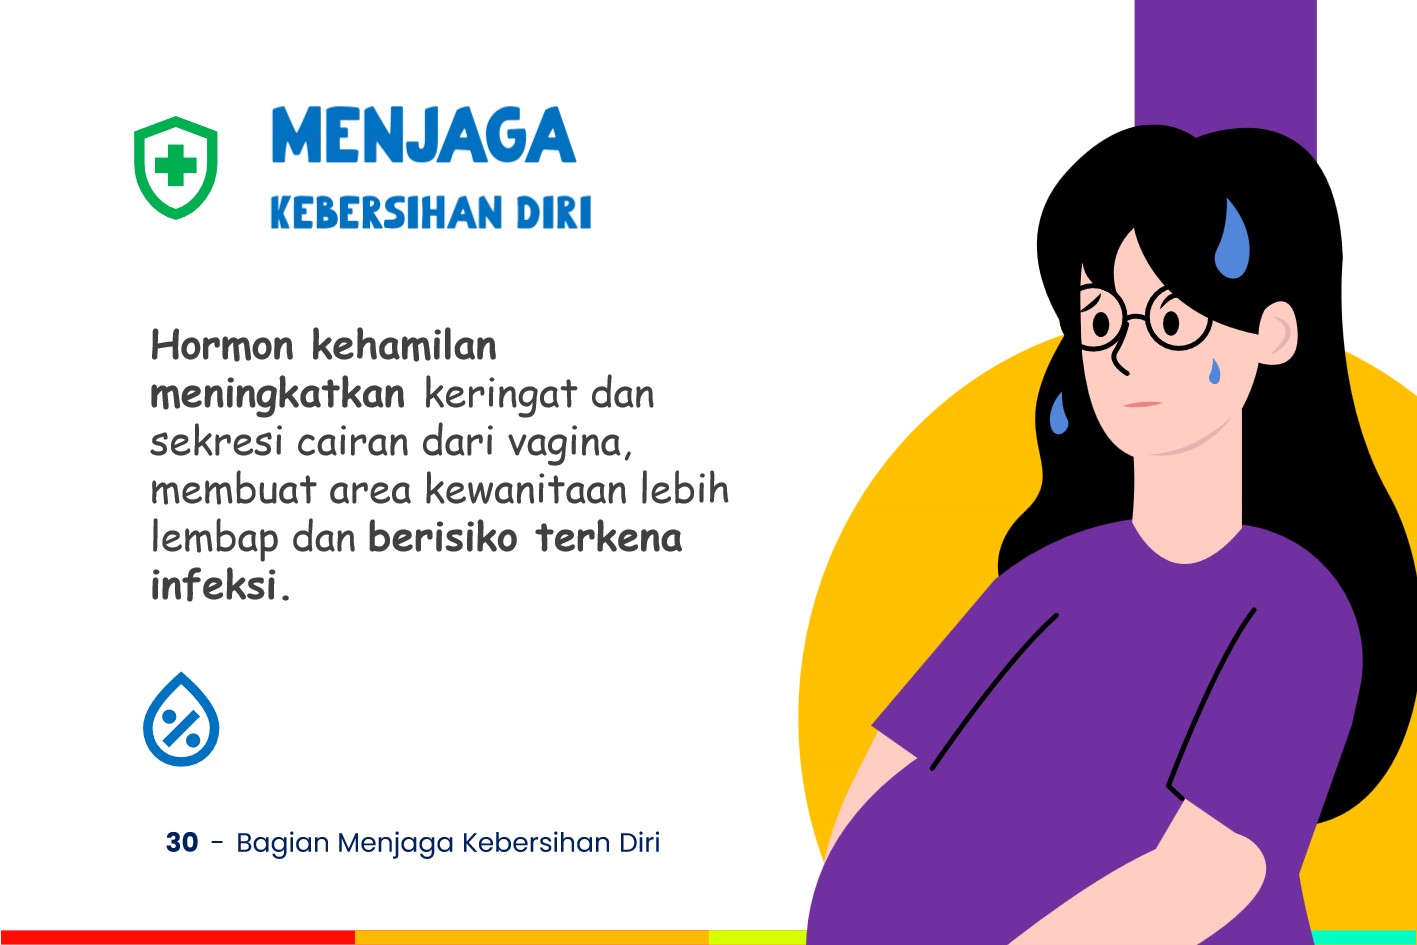 MENJAGA
KEBERSIHAN DIRI
Hormon kehamilan
meningkatkan keringat dan
sekresi cairan dari vagina,
membuat area kewanitaan lebih
lembap dan berisiko terkena
infeksi.
30 - Bagian Menjaga Kebersihan Diri